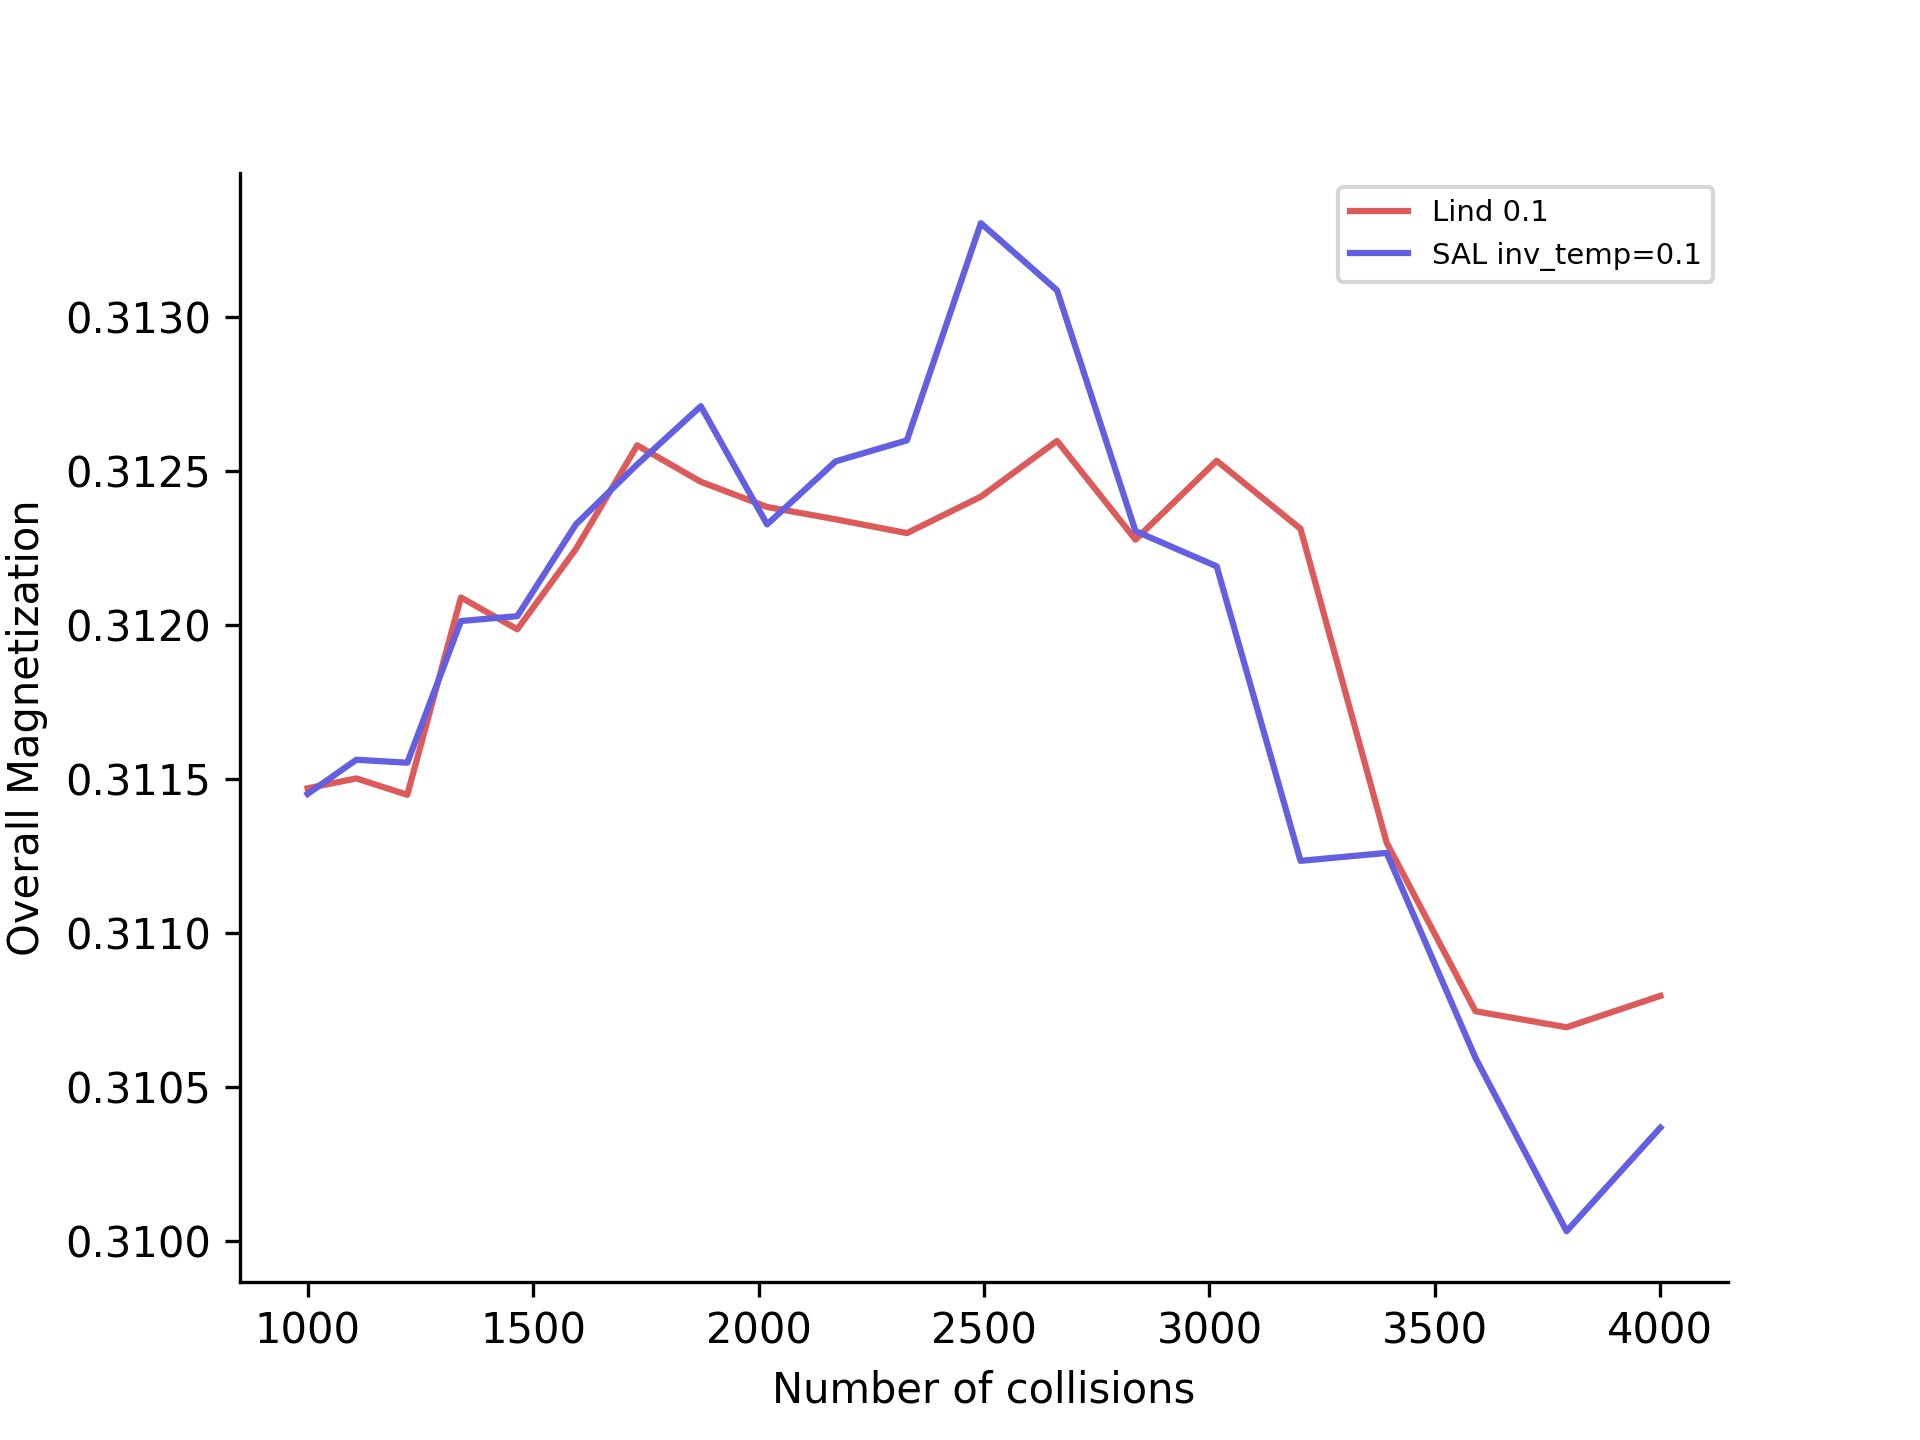 Lind 0.1
SAL inv_temp=0.1
0.3130
0.3125
0.3120
0.3115
0.3110
0.3105
0.3100
Overall Magnetization
1000 1500 2000 2500 3000 3500 4000
Number of collisions